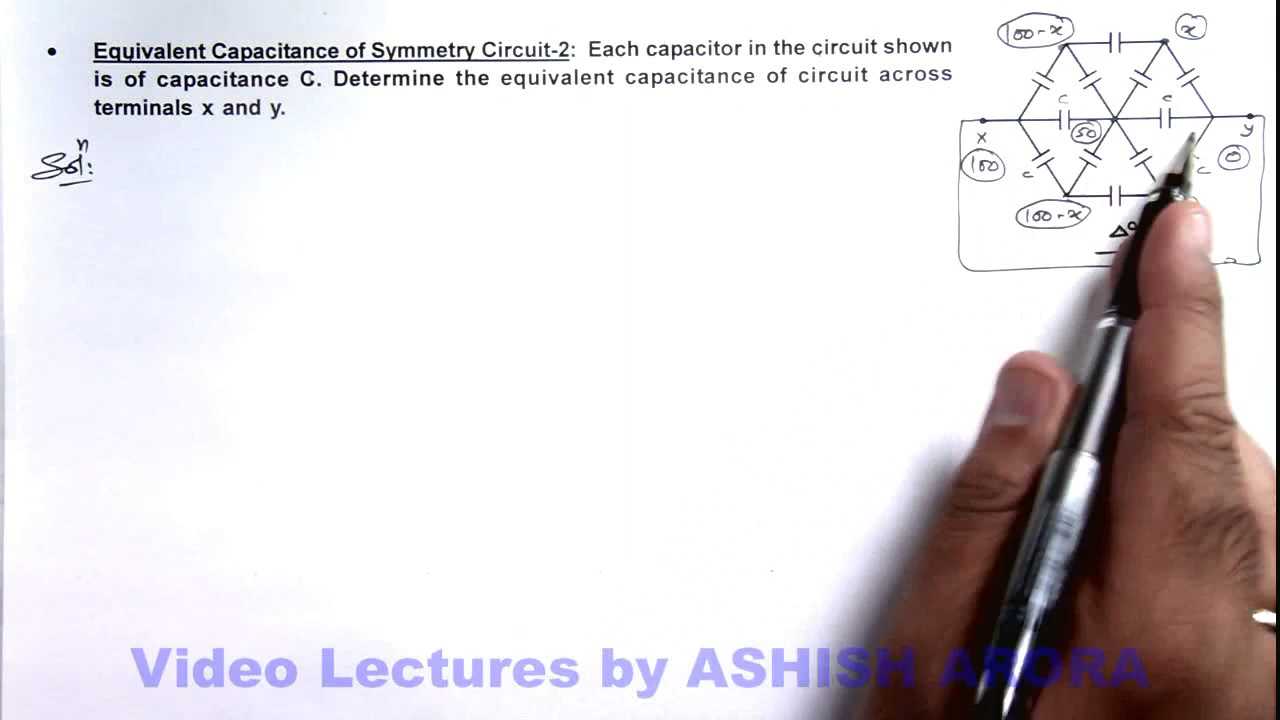 • Equivalent Capacitance of Symmetry Circuit-2: Each capacitor in the circuit shown
is of capacitance C. Determine the equivalent capacitance of circuit across
terminals x and y.
Solⁿ:
100-x
x
C
C
50
x
y
100
C
C
0
100-x
Video Lectures by ASHISH ARORA